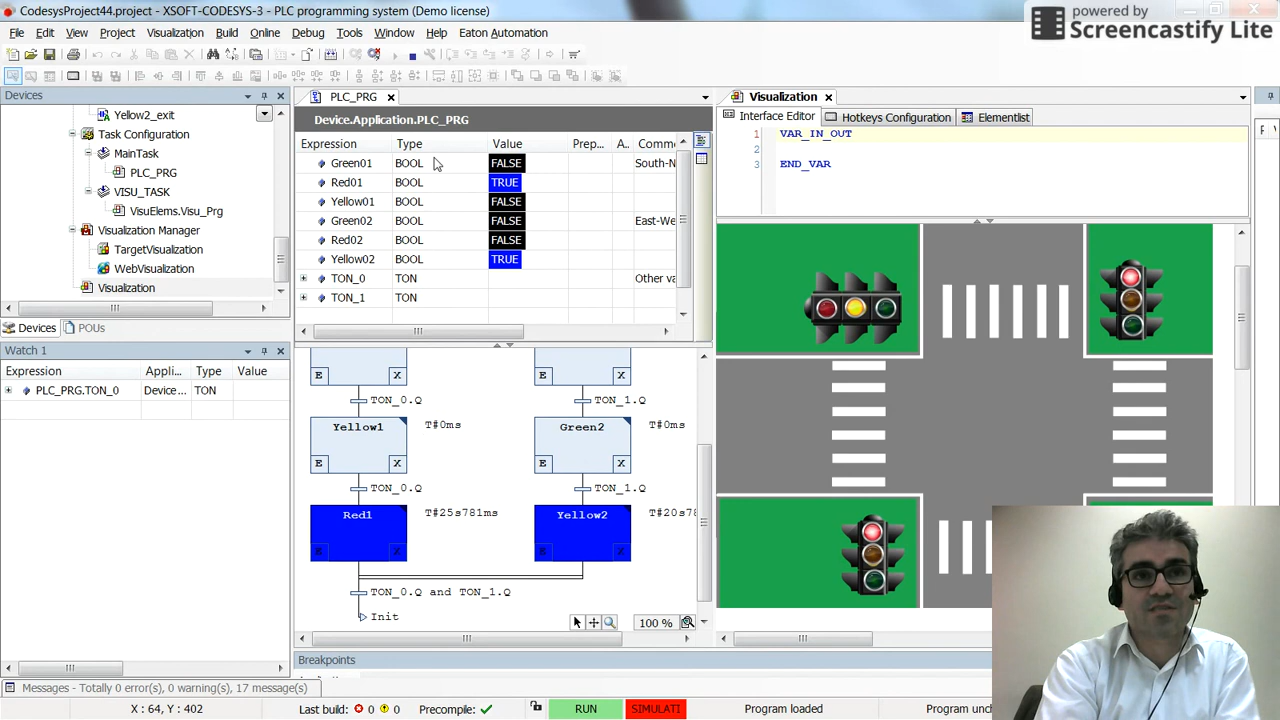 CodesysProject44.project - XSOFT-CODESYS-3 - PLC programming system (Demo license)
powered by
Screencastify Lite
File Edit View Project Visualization Build Online Debug Tools Window Help Eaton Automation
Devices
Yellow2_exit
Task Configuration
MainTask
PLC_PRG
VISU_TASK
VisuElems.Visu_Prg
Visualization Manager
TargetVisualization
WebVisualization
Visualization
Devices POUs
Watch 1
Expression Appli... Type Value
PLC_PRG.TON_0 Device... TON
PLC_PRG
Device.Application.PLC_PRG
Expression Type Value Prep... A.. Comme
Green01 BOOL FALSE South-N
Red01 BOOL TRUE
Yellow01 BOOL FALSE
Green02 BOOL FALSE East-We
Red02 BOOL FALSE
Yellow02 BOOL TRUE
TON_0 TON Other va
TON_1 TON
E X E X
TON_0.Q TON_1.Q
Yellow1 T#0ms Green2 T#0ms
E X E X
TON_0.Q TON_1.Q
Red1 T#25s781ms Yellow2 T#20s78
E X E X
TON_0.Q and TON_1.Q
Init
100 %
Visualization
Interface Editor Hotkeys Configuration Elementlist
1 VAR_IN_OUT
2
3 END_VAR
Breakpoints
Messages - Totally 0 error(s), 0 warning(s), 17 message(s)
X : 64, Y : 402 Last build: 0 0 Precompile: RUN SIMULATI Program loaded Program unch